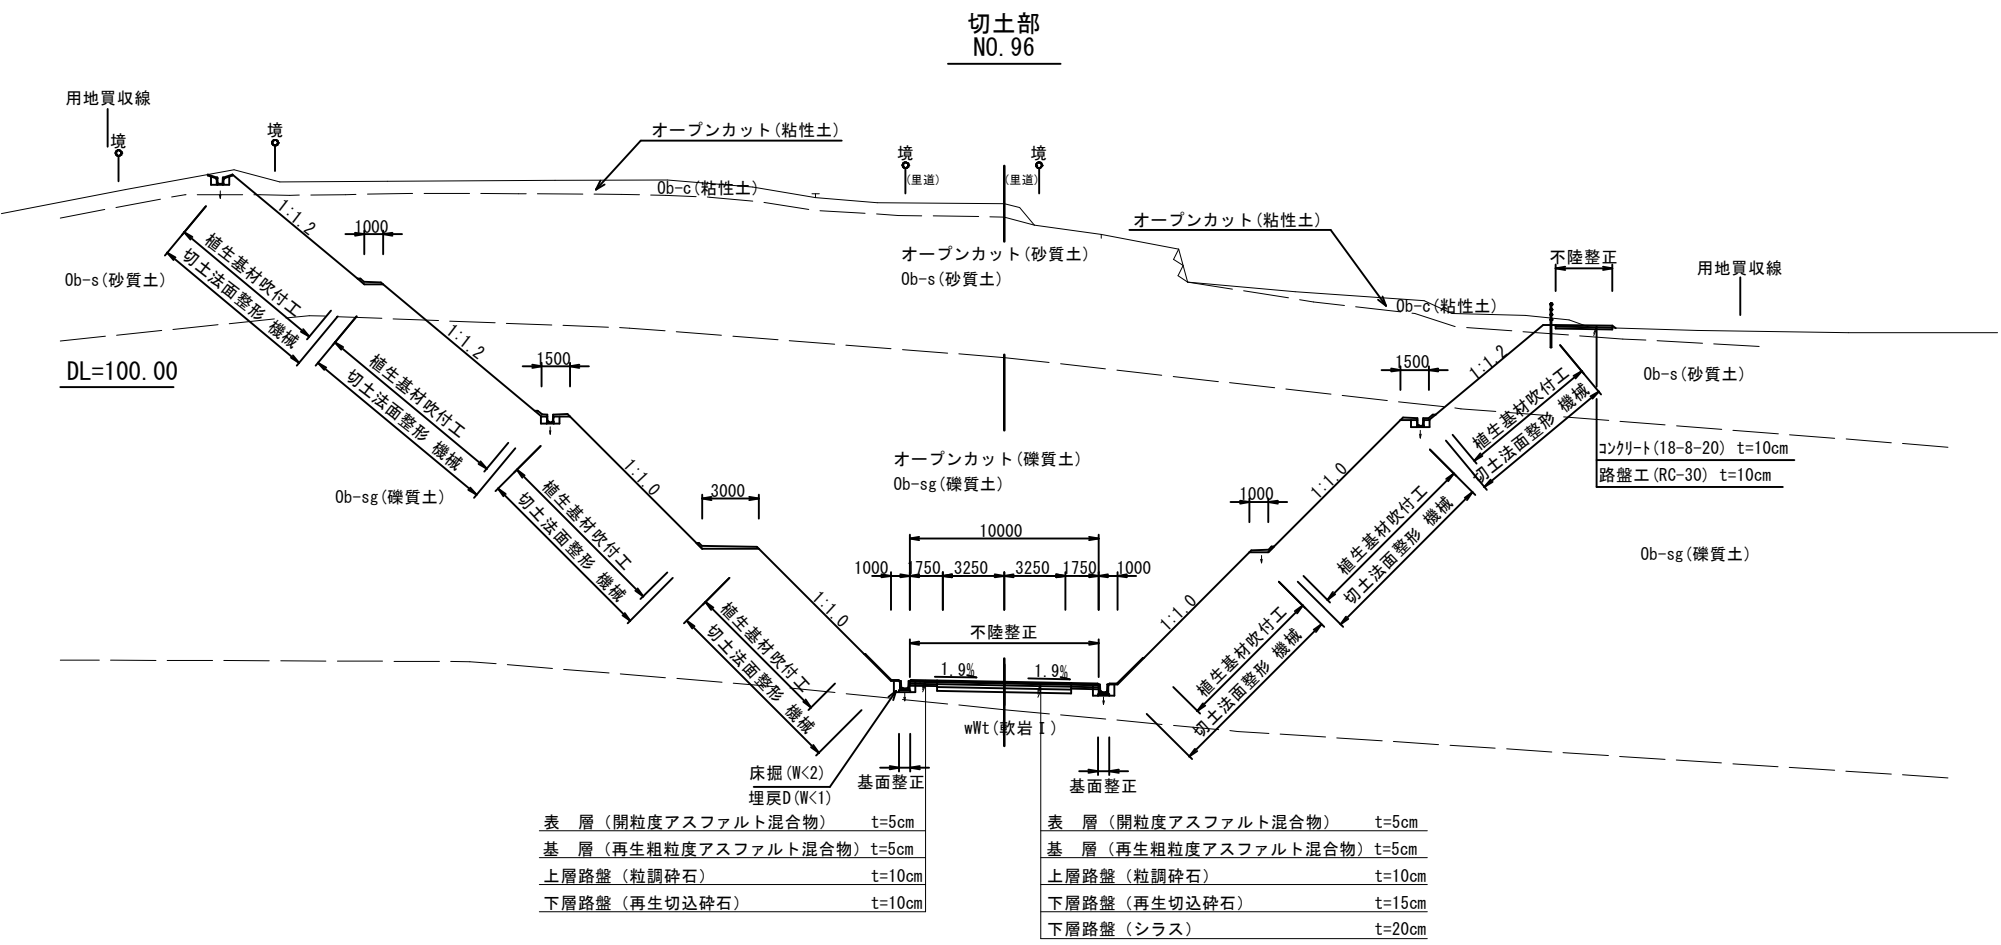 切土部
NO.96
用地買収線
境
境
オープンカット(粘性土)
Ob-c(粘性土)
境
(里道)
境
(里道)
オープンカット(粘性土)
オープンカット(砂質土)
Ob-s(砂質土)
Ob-c(粘性土)
不陸整正
用地買収線
1:1.2
1000
植生基材吹付工
切土法面整形 機械
Ob-s(砂質土)
DL=100.00
1:1.2
1500
植生基材吹付工
切土法面整形 機械
Ob-sg(礫質土)
1:1.0
3000
植生基材吹付工
切土法面整形 機械
1:1.0
植生基材吹付工
切土法面整形 機械
オープンカット(礫質土)
Ob-sg(礫質土)
10000
1000
1750
3250
3250
1750
1000
不陸整正
1.9%
1.9%
wWt(軟岩Ⅰ)
1500
1:1.2
植生基材吹付工
切土法面整形 機械
Ob-s(砂質土)
コンクリート(18-8-20) t=10cm
路盤工(RC-30) t=10cm
1:1.0
1000
植生基材吹付工
切土法面整形 機械
Ob-sg(礫質土)
1:1.0
植生基材吹付工
切土法面整形 機械
床掘(W<2)
埋戻D(W<1)
基面整正
基面整正
表　層（開粒度アスファルト混合物） t=5cm
基　層（再生粗粒度アスファルト混合物） t=5cm
上層路盤（粒調砕石） t=10cm
下層路盤（再生切込砕石） t=10cm
表　層（開粒度アスファルト混合物） t=5cm
基　層（再生粗粒度アスファルト混合物） t=5cm
上層路盤（粒調砕石） t=10cm
下層路盤（再生切込砕石） t=15cm
下層路盤（シラス） t=20cm